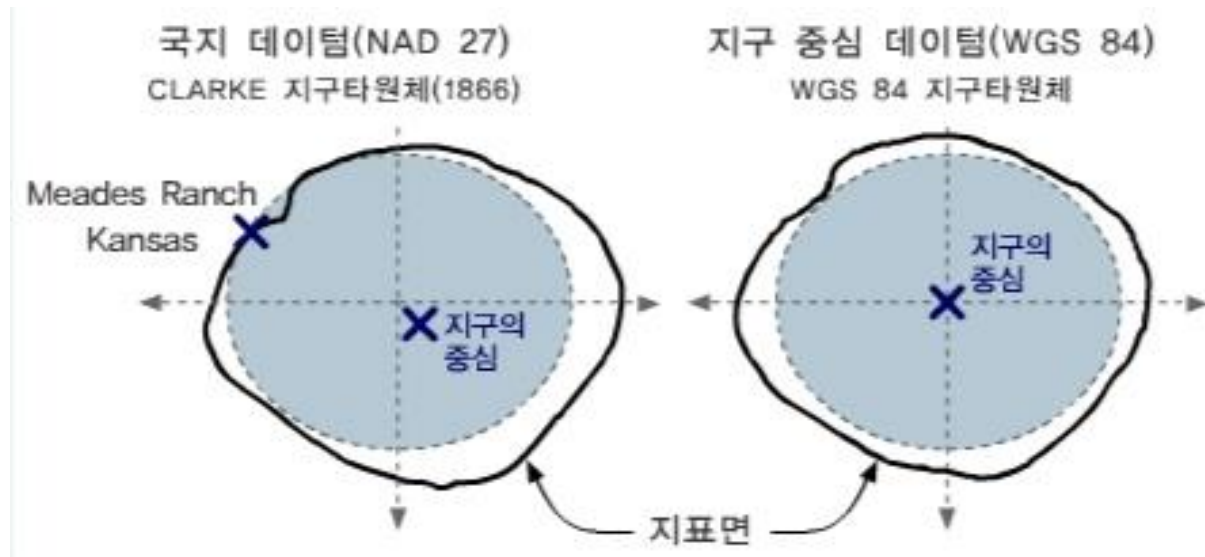 국지 데이텀(NAD 27)
CLARKE 지구타원체(1866)
Meades Ranch
Kansas
지구의
중심
지구 중심 데이텀(WGS 84)
WGS 84 지구타원체
지구의
중심
지표면